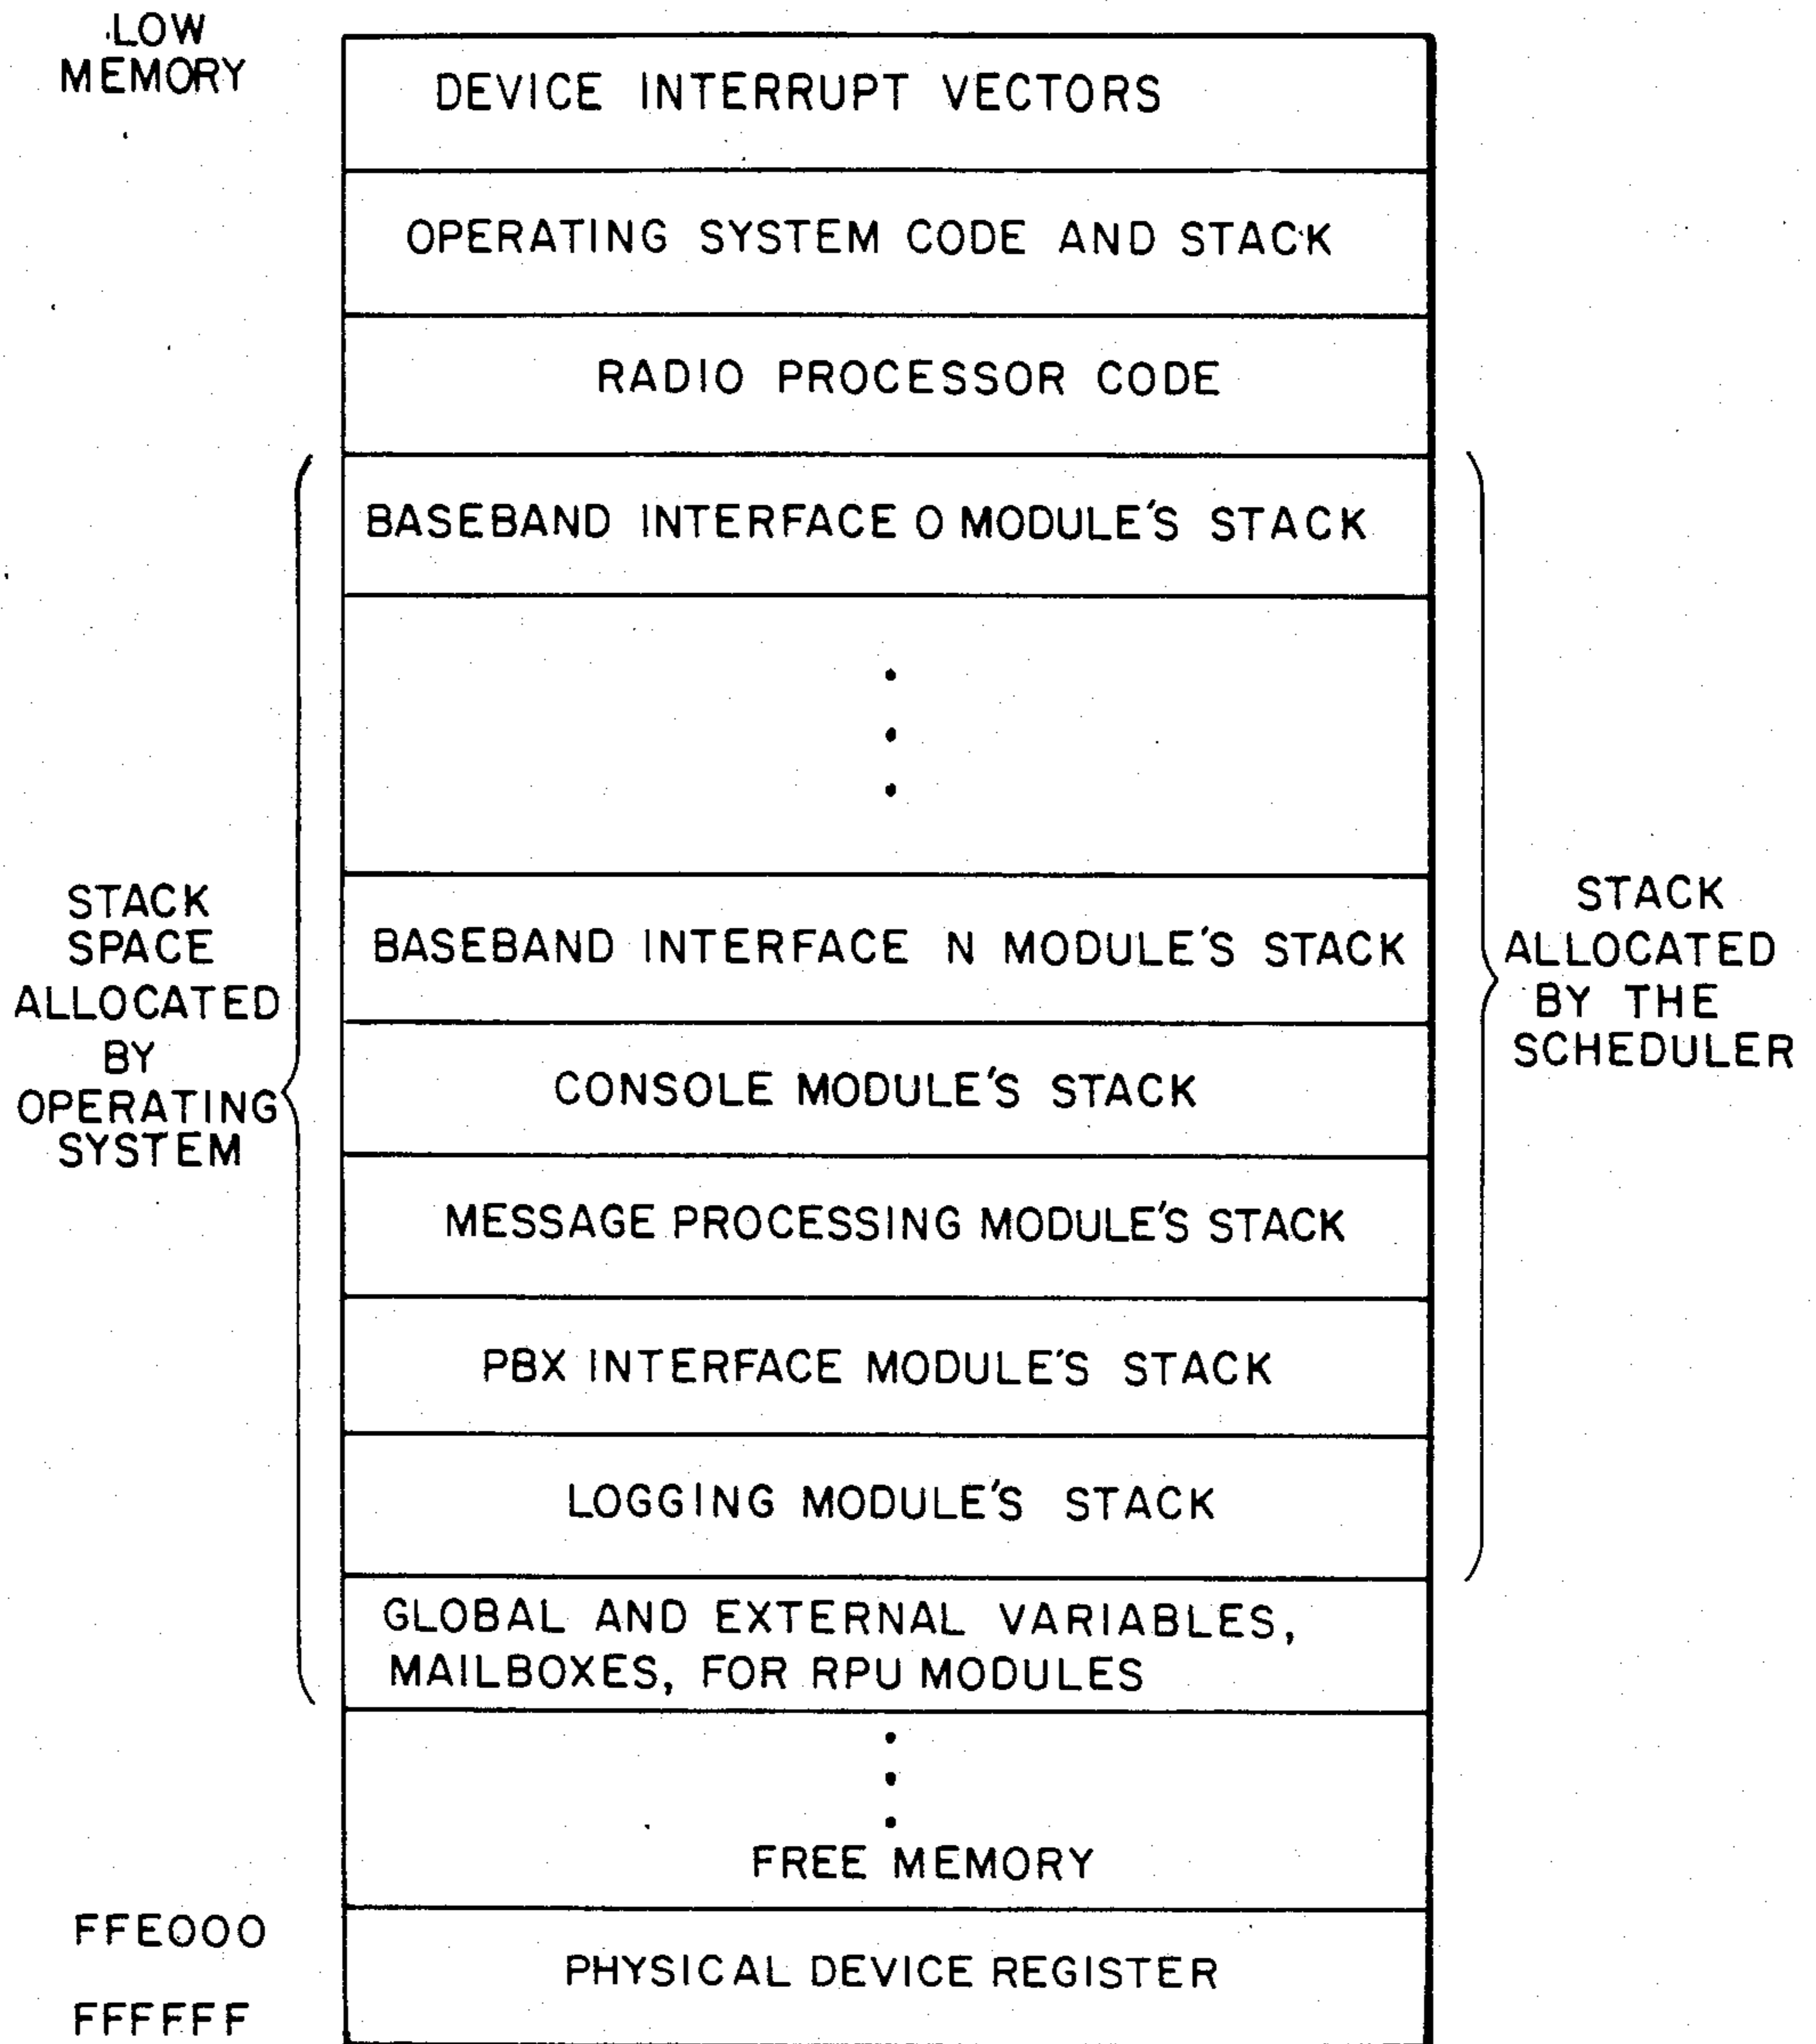 LOW
MEMORY
DEVICE INTERRUPT VECTORS
OPERATING SYSTEM CODE AND STACK
RADIO PROCESSOR CODE
BASEBAND INTERFACE 0 MODULE'S STACK
STACK
SPACE
ALLOCATED
BY
OPERATING
SYSTEM
BASEBAND INTERFACE N MODULE'S STACK
STACK
ALLOCATED
BY THE
SCHEDULER
CONSOLE MODULE'S STACK
MESSAGE PROCESSING MODULE'S STACK
PBX INTERFACE MODULE'S STACK
LOGGING MODULE'S STACK
GLOBAL AND EXTERNAL VARIABLES,
MAILBOXES, FOR RPU MODULES
FREE MEMORY
FFE000
PHYSICAL DEVICE REGISTER
FFFFFF